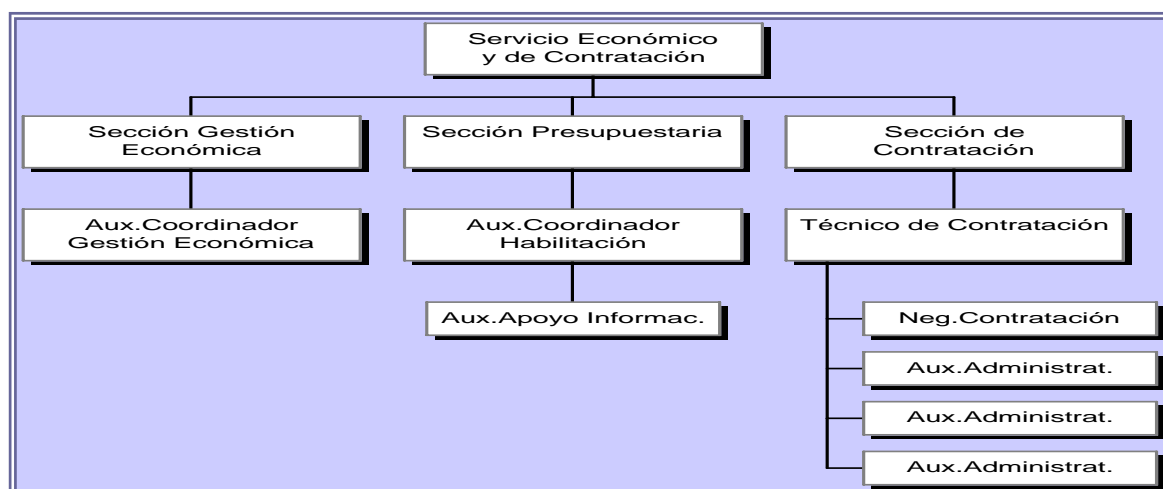 Servicio Económico
y de Contratación
Sección Gestión
Económica
Sección Presupuestaria
Sección de
Contratación
Aux.Coordinador
Gestión Económica
Aux.Coordinador
Habilitación
Técnico de Contratación
Aux.Apoyo Informac.
Neg.Contratación
Aux.Administrat.
Aux.Administrat.
Aux.Administrat.